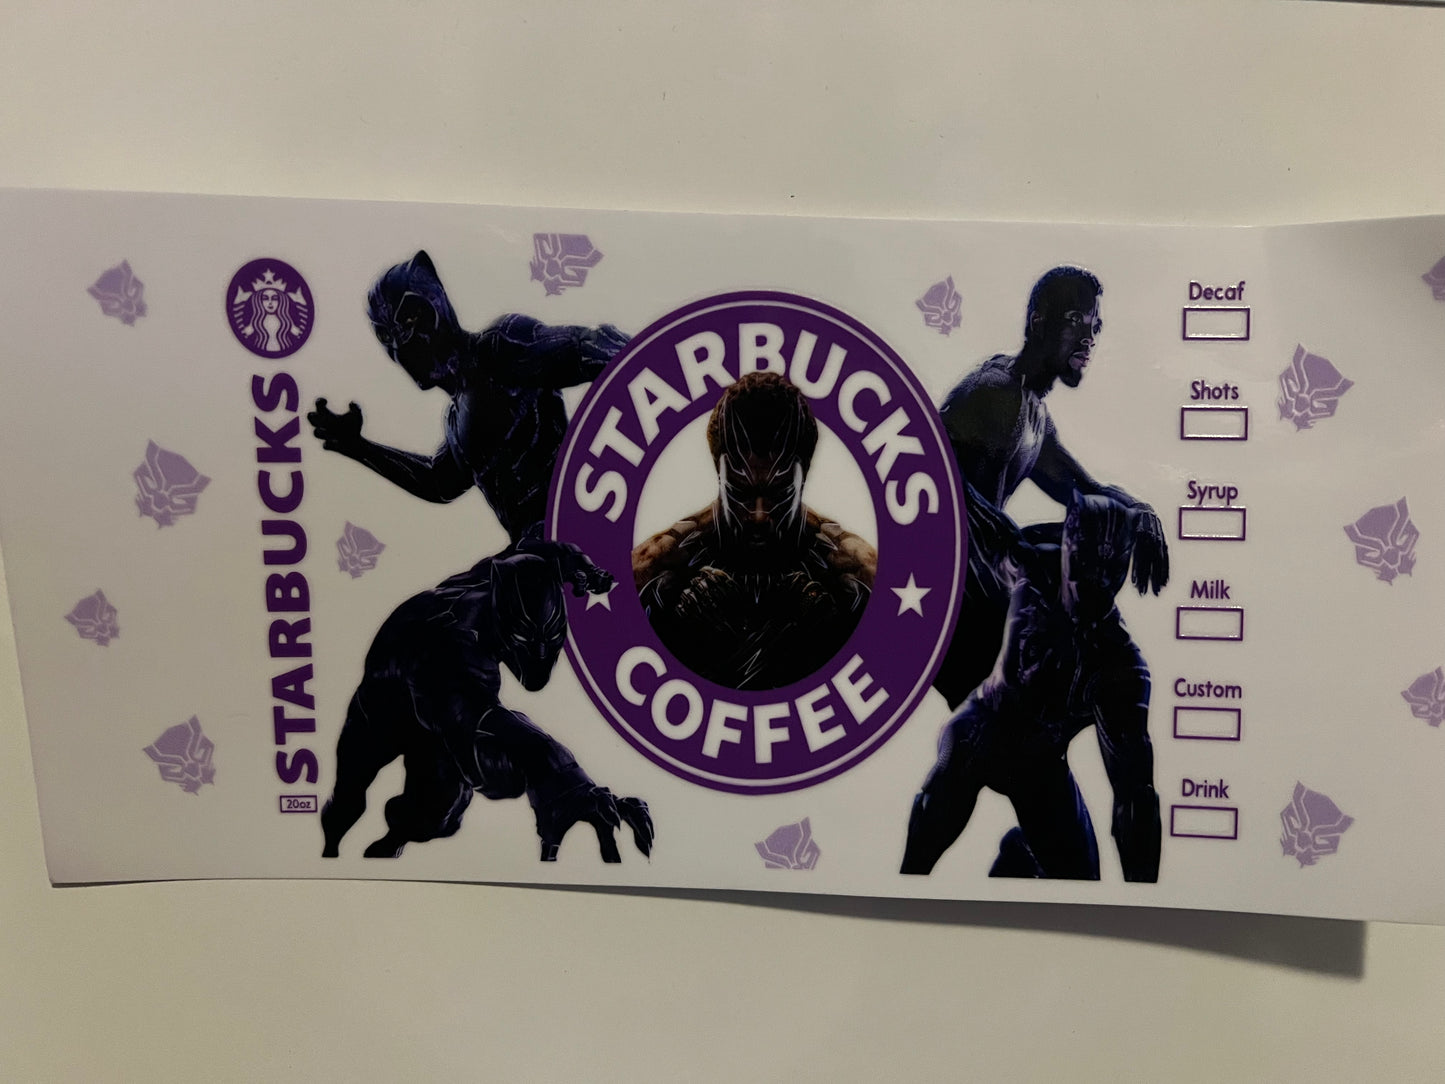 STARBUCKS
20oz
STARBUCKS
COFFEE
Decaf
Shots
Syrup
Milk
Custom
Drink